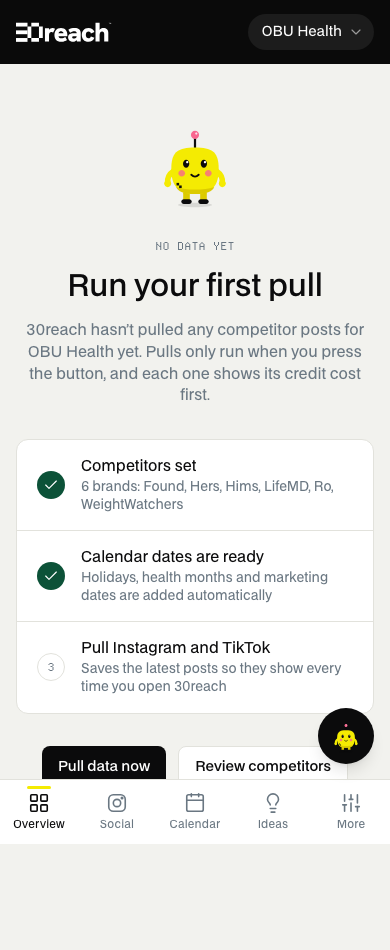 30reach
OBU Health
NO DATA YET
Run your first pull
30reach hasn't pulled any competitor posts for
OBU Health yet. Pulls only run when you press
the button, and each one shows its credit cost
first.
Competitors set
6 brands: Found, Hers, Hims, LifeMD, Ro,
WeightWatchers
Calendar dates are ready
Holidays, health months and marketing
dates are added automatically
3
Pull Instagram and TikTok
Saves the latest posts so they show every
time you open 30reach
Pull data now
Review competitors
Overview
Social
Calendar
Ideas
More